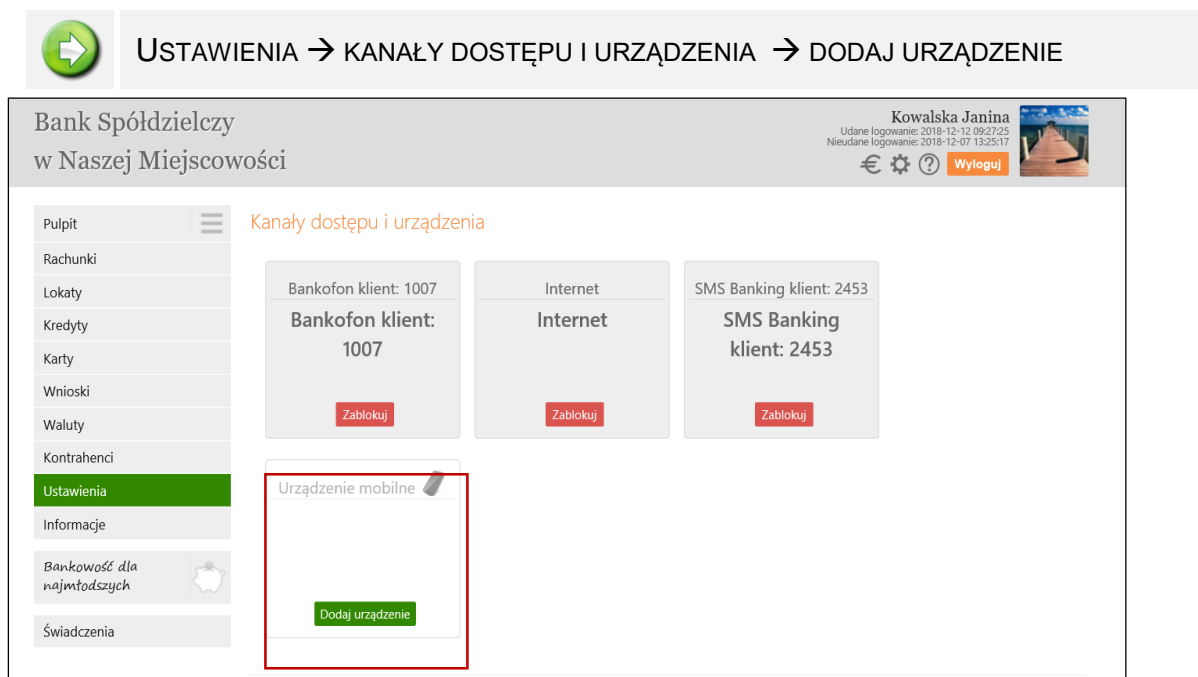 USTAWIENIA → KANAŁY DOSTĘPU I URZĄDZENIA → DODAJ URZĄDZENIE
Bank Spółdzielczy
w Naszej Miejscowości
Kowalska Janina
Udane logowanie: 2018-12-12 09:27:25
Nieudane logowanie: 2018-12-07 13:25:17
€ ? Wyloguj
Pulpit
Rachunki
Lokaty
Kredyty
Karty
Wnioski
Waluty
Kontrahenci
Ustawienia
Informacje
Bankowość dla
najmłodszych
Świadczenia
Kanały dostępu i urządzenia
Bankofon klient: 1007
Bankofon klient:
1007
Zablokuj
Internet
Internet
Zablokuj
SMS Banking klient: 2453
SMS Banking
klient: 2453
Zablokuj
Urządzenie mobilne
Dodaj urządzenie